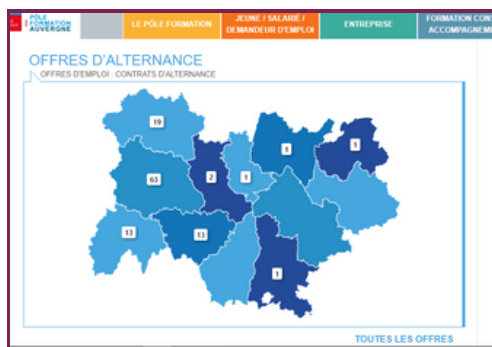 PÔLE
FORMATION
AUVERGNE
LE PÔLE FORMATION
JEUNE / SALARIÉ /
DEMANDEUR D'EMPLOI
ENTREPRISE
FORMATION CON
ACCOMPAGNEM
OFFRES D'ALTERNANCE
OFFRES D'EMPLOI : CONTRATS D'ALTERNANCE
19
1
1
63
2
1
13
13
1
TOUTES LES OFFRES